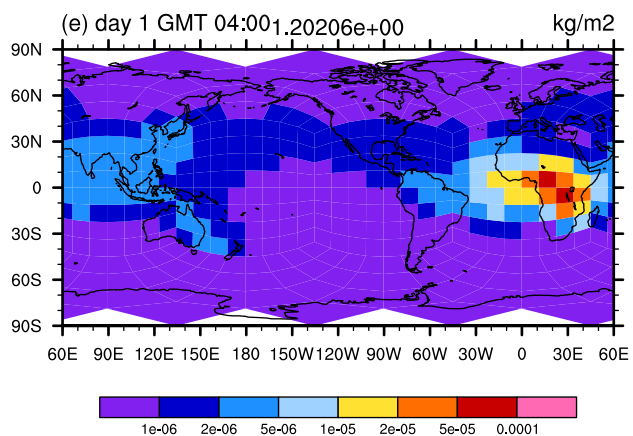 (e) day 1 GMT 04:00 1.20206e+00 kg/m2
90N
60N
30N
0
30S
60S
90S
60E 90E 120E 150E 180 150W 120W 90W 60W 30W 0 30E 60E
1e-06 2e-06 5e-06 1e-05 2e-05 5e-05 0.0001